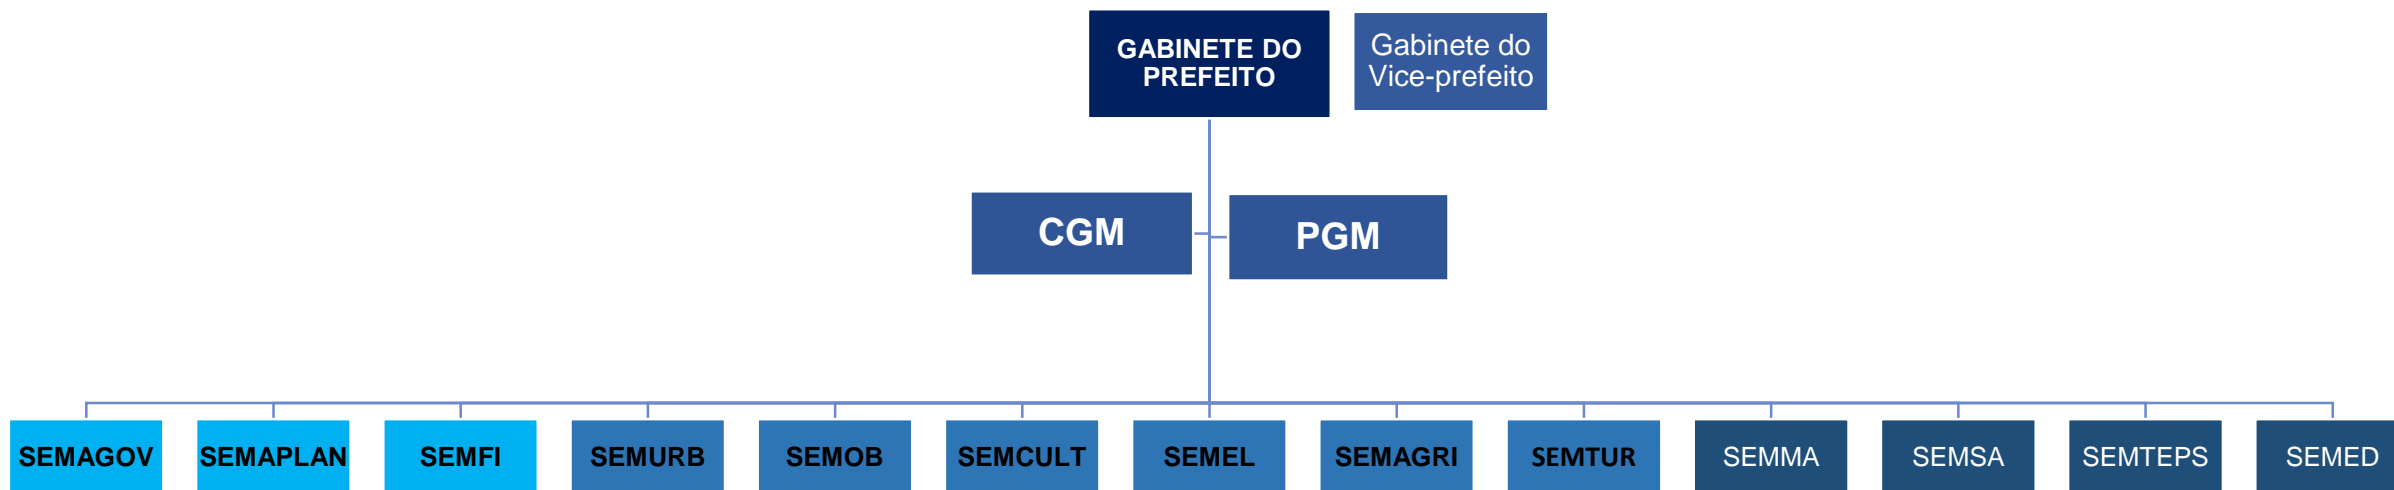 GABINETE DO
PREFEITO
Gabinete do
Vice-prefeito
CGM
PGM
SEMAGOV
SEMAPLAN
SEMFI
SEMURB
SEMOB
SEMCULT
SEMEL
SEMAGRI
SEMTUR
SEMMA
SEMSA
SEMTEPS
SEMED